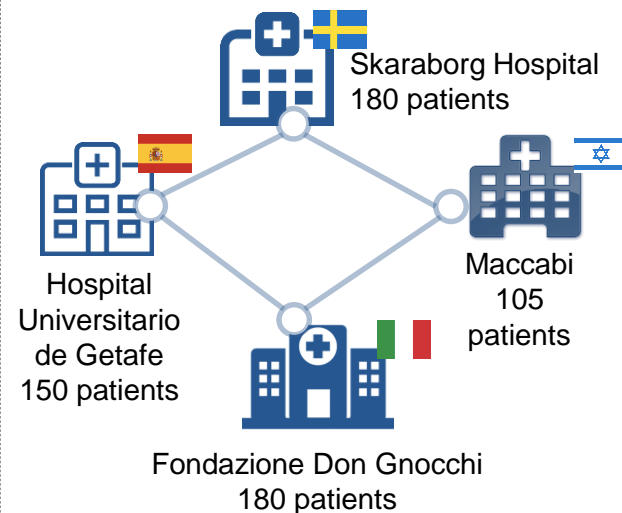 Skaraborg Hospital
180 patients
Hospital
Universitario
de Getafe
150 patients
Maccabi
105
patients
Fondazione Don Gnocchi
180 patients